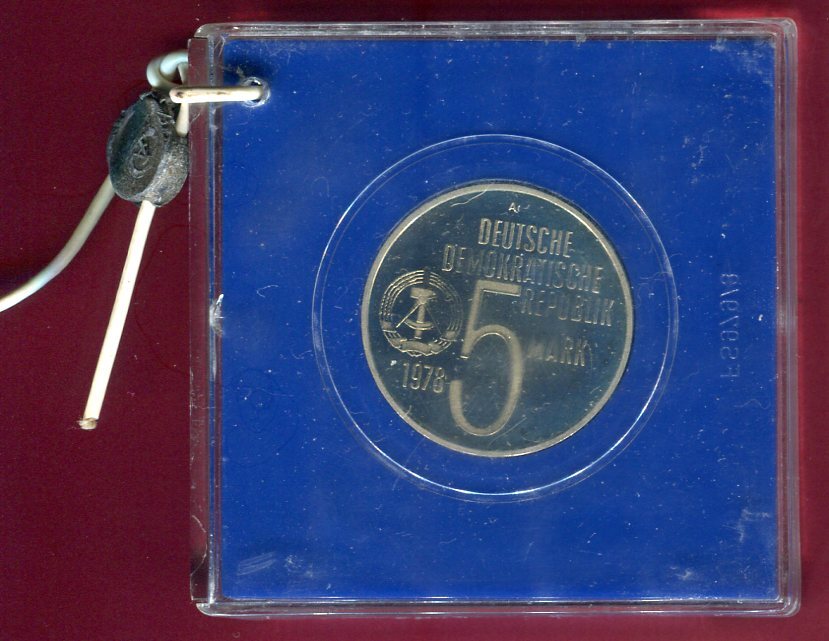 A
DEUTSCHE
DEMOKRATISCHE
REPUBLIK
5 MARK
1978